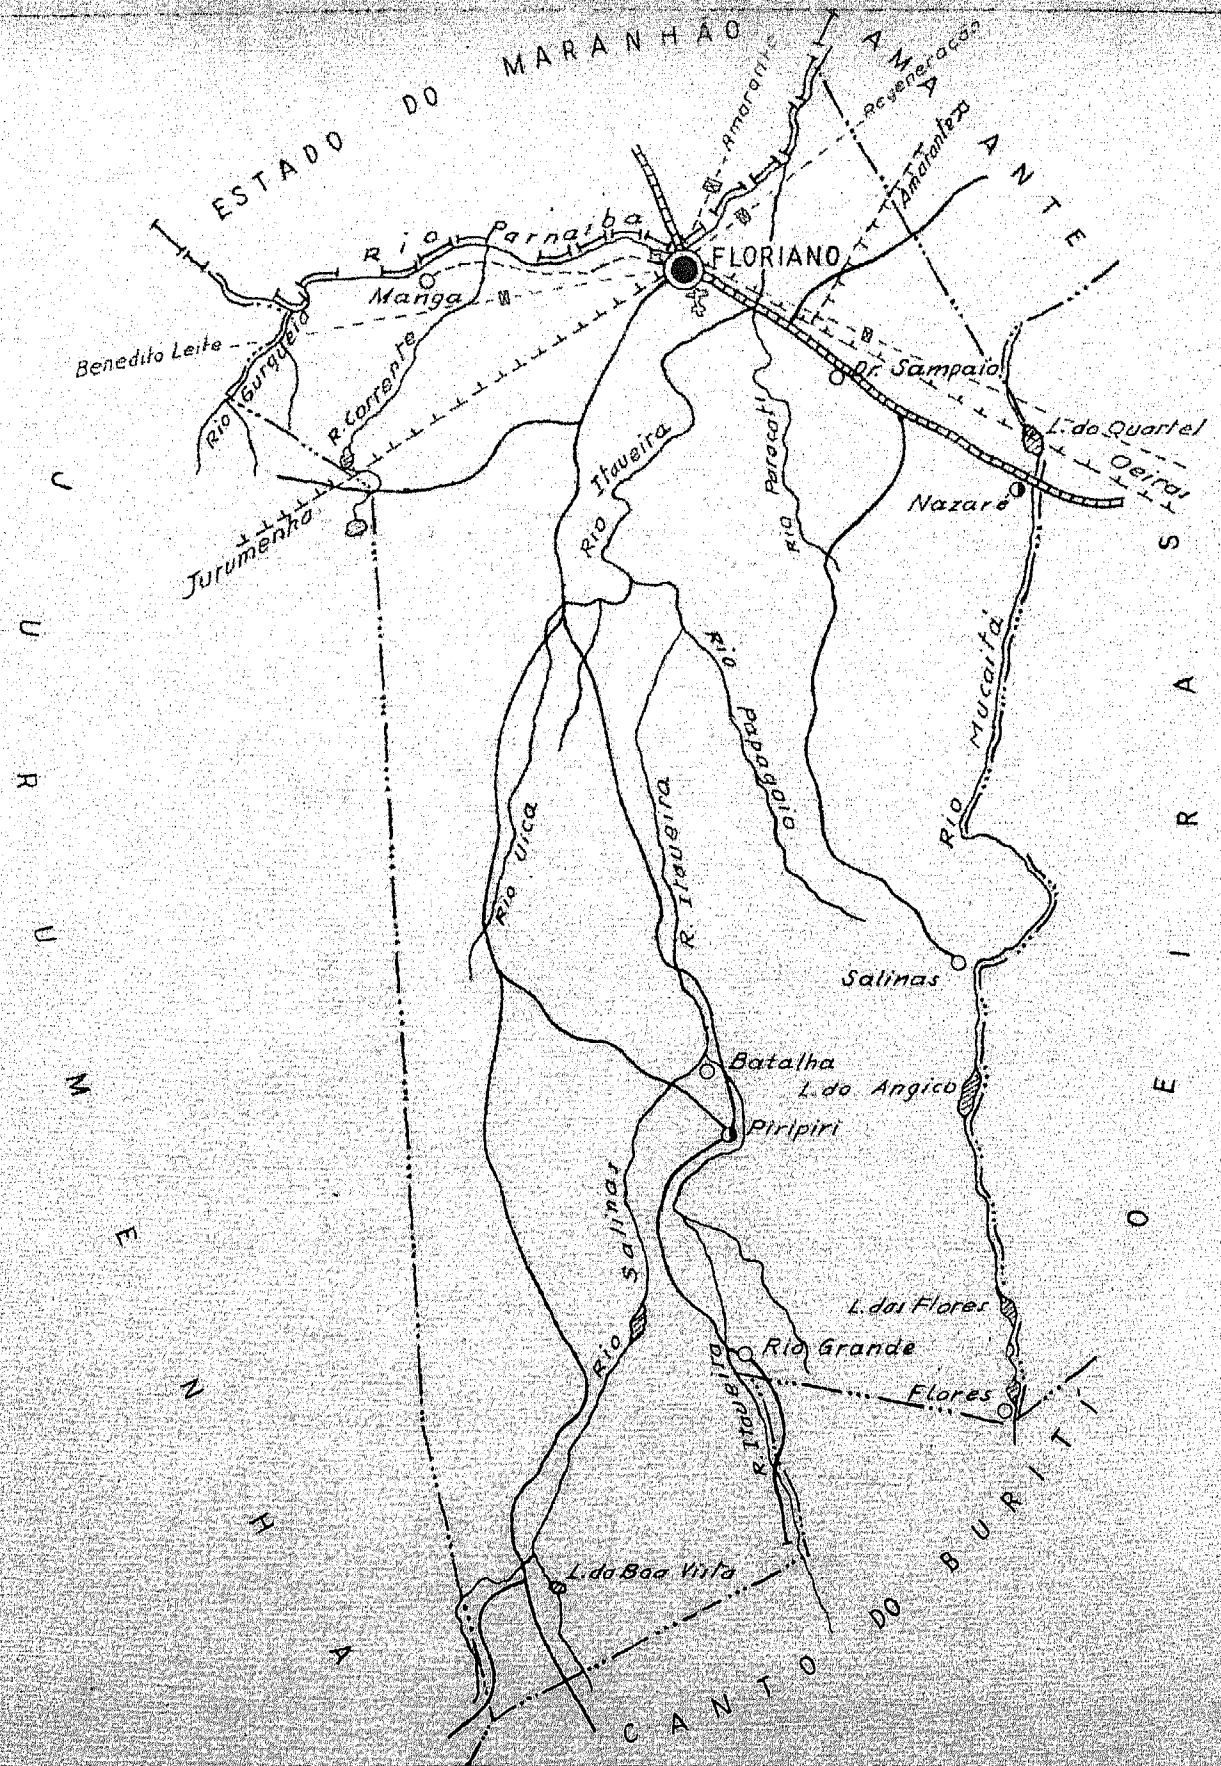 ESTADO DO MARANHÃO
AMARANTE
Amarante
Regeneração
Amarante
Rio Parnaiba
FLORIANO
Manga
Benedito Leite
Rio Gurgueia
R. Corrente
Dr. Sampaio
L. do Quartel
Oeiras
Nazaré
Jurumenha
Rio Itaueira
Rio Paracati
Rio Mucaitá
Rio Papagaio
Rio Uica
R. Itaueira
Salinas
Batalha
L. do Angico
Piripiri
Rio Salinas
L. das Flores
Rio Grande
Flores
R. Itaueira
L. da Boa Vista
JURUMENHA
OEIRAS
CANTO DO BURITI